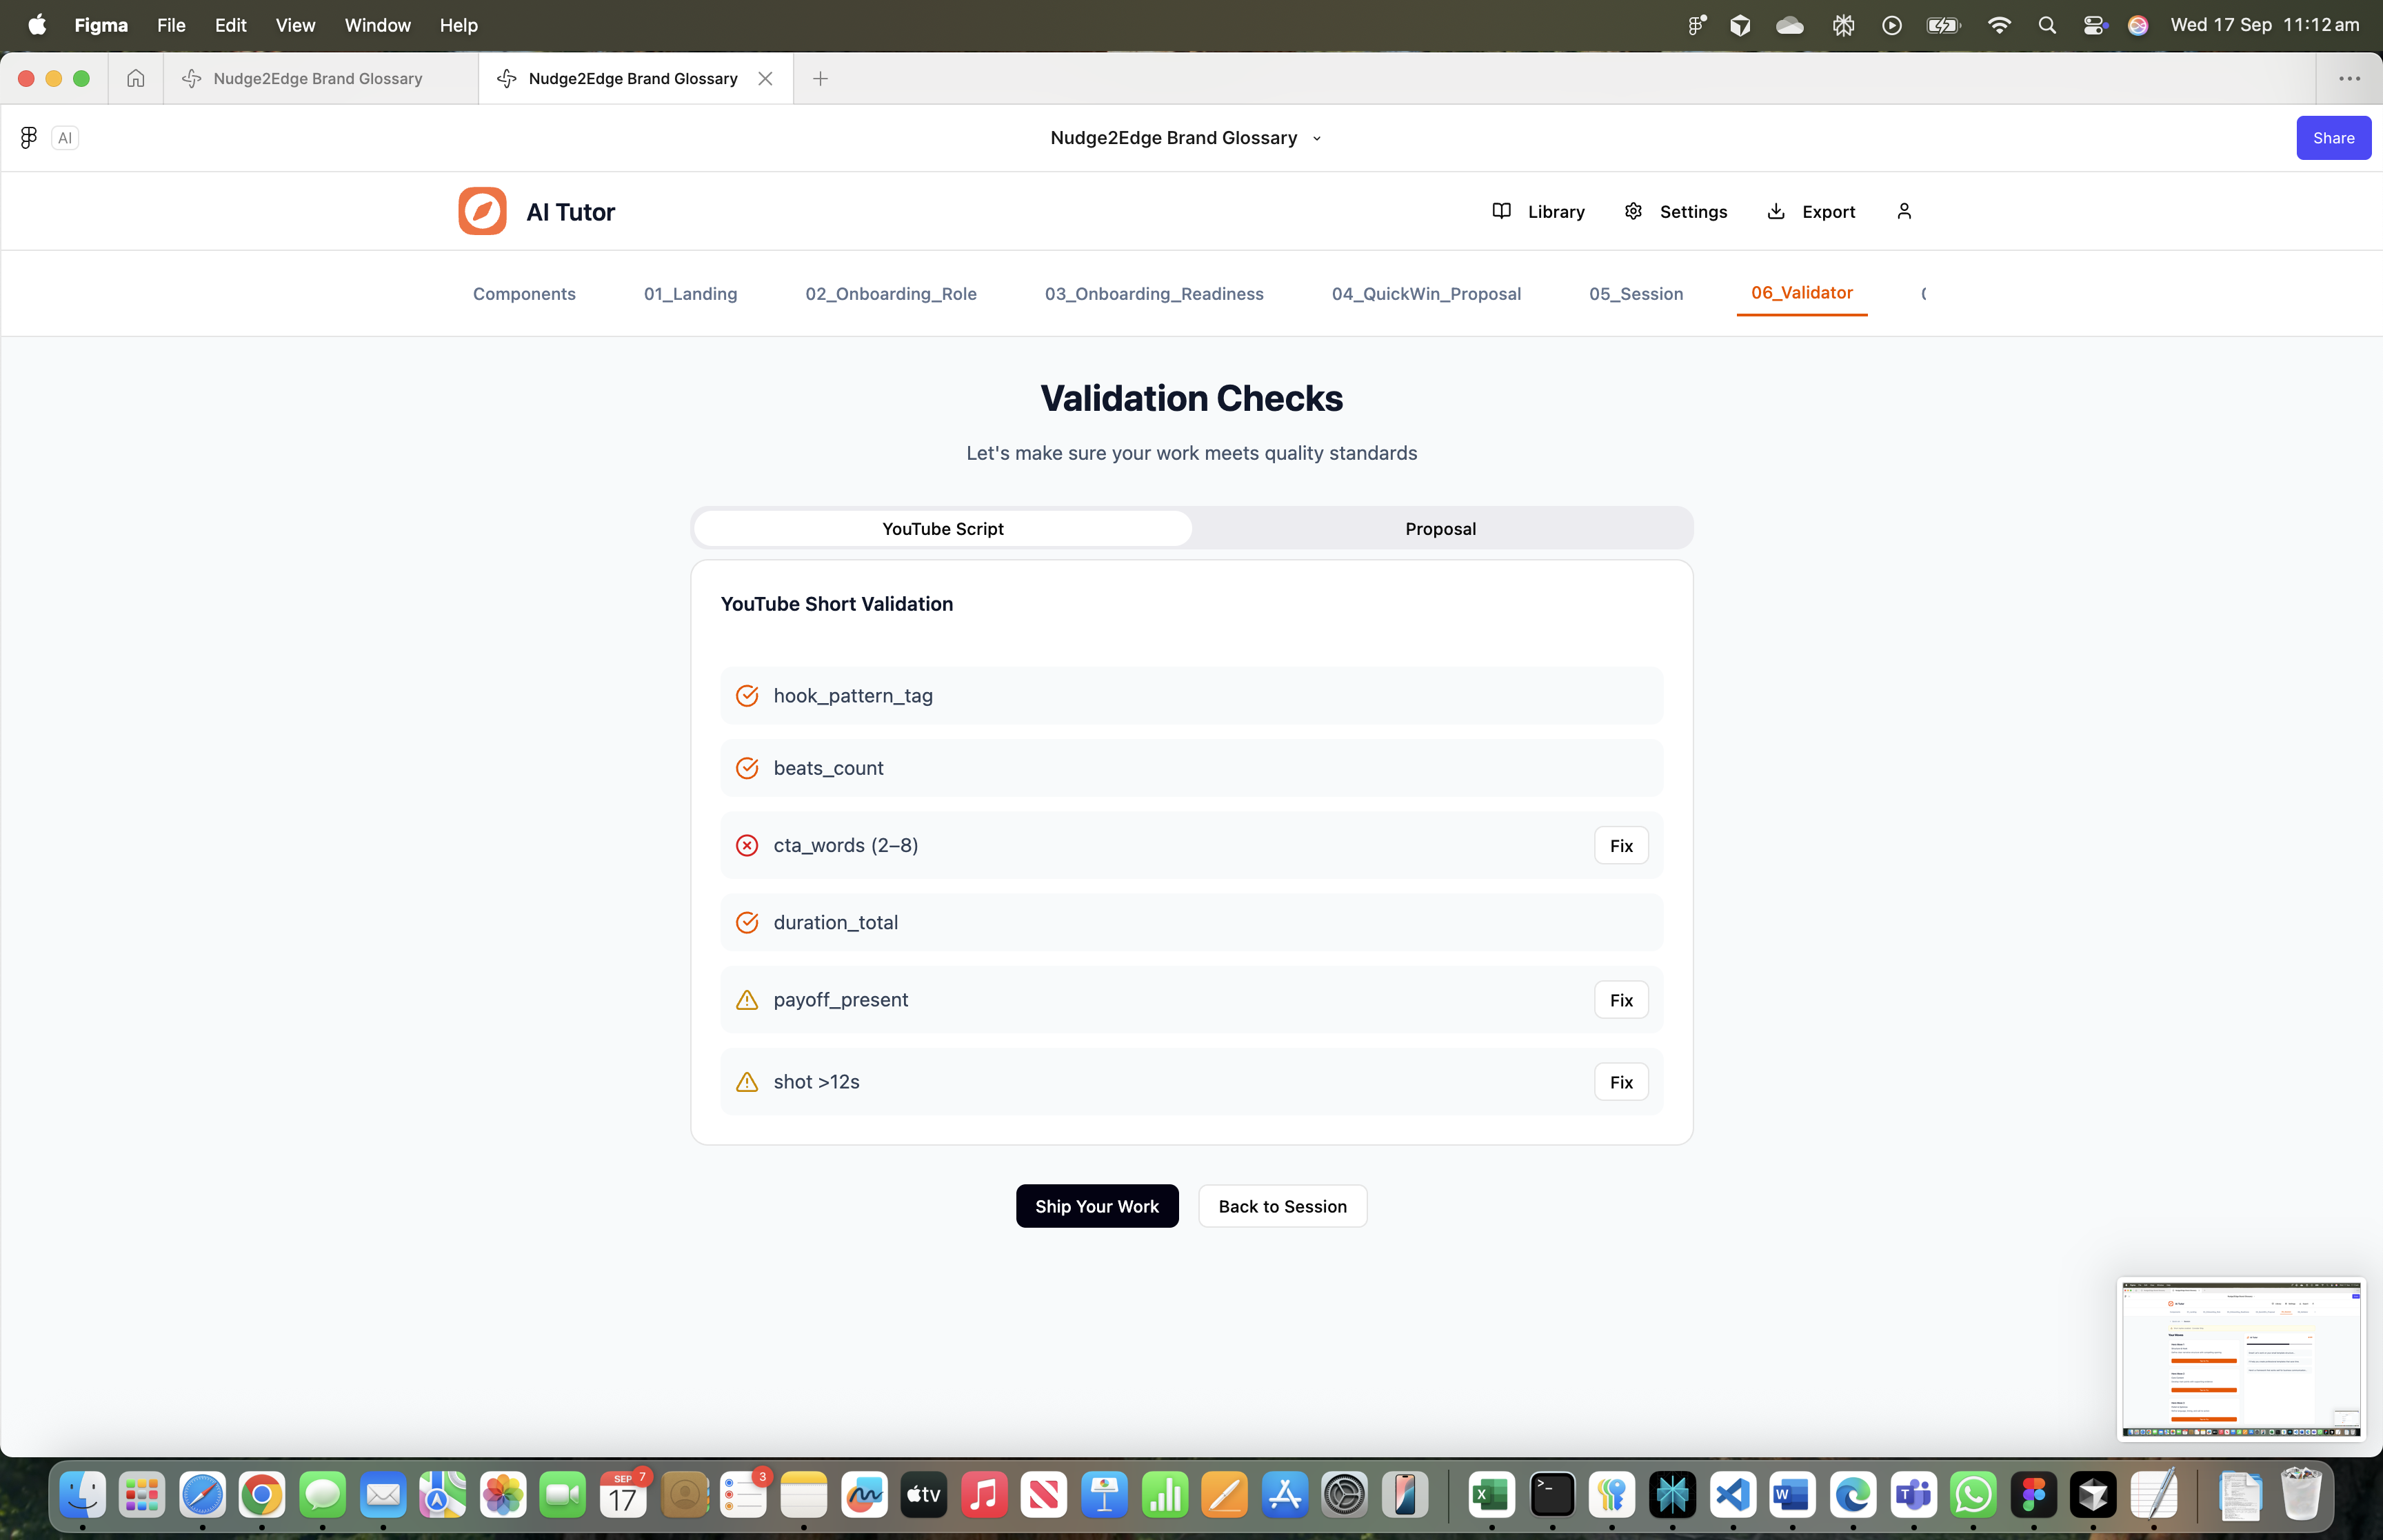 Figma File Edit View Window Help Wed 17 Sep 11:12 am
Nudge2Edge Brand Glossary
Nudge2Edge Brand Glossary
AI
Nudge2Edge Brand Glossary
Share
AI Tutor
Library
Settings
Export
Components
01_Landing
02_Onboarding_Role
03_Onboarding_Readiness
04_QuickWin_Proposal
05_Session
06_Validator
Validation Checks
Let's make sure your work meets quality standards
YouTube Script
Proposal
YouTube Short Validation
hook_pattern_tag
beats_count
cta_words (2–8)
Fix
duration_total
payoff_present
Fix
shot >12s
Fix
Ship Your Work
Back to Session
SEP
7
17
3
tv